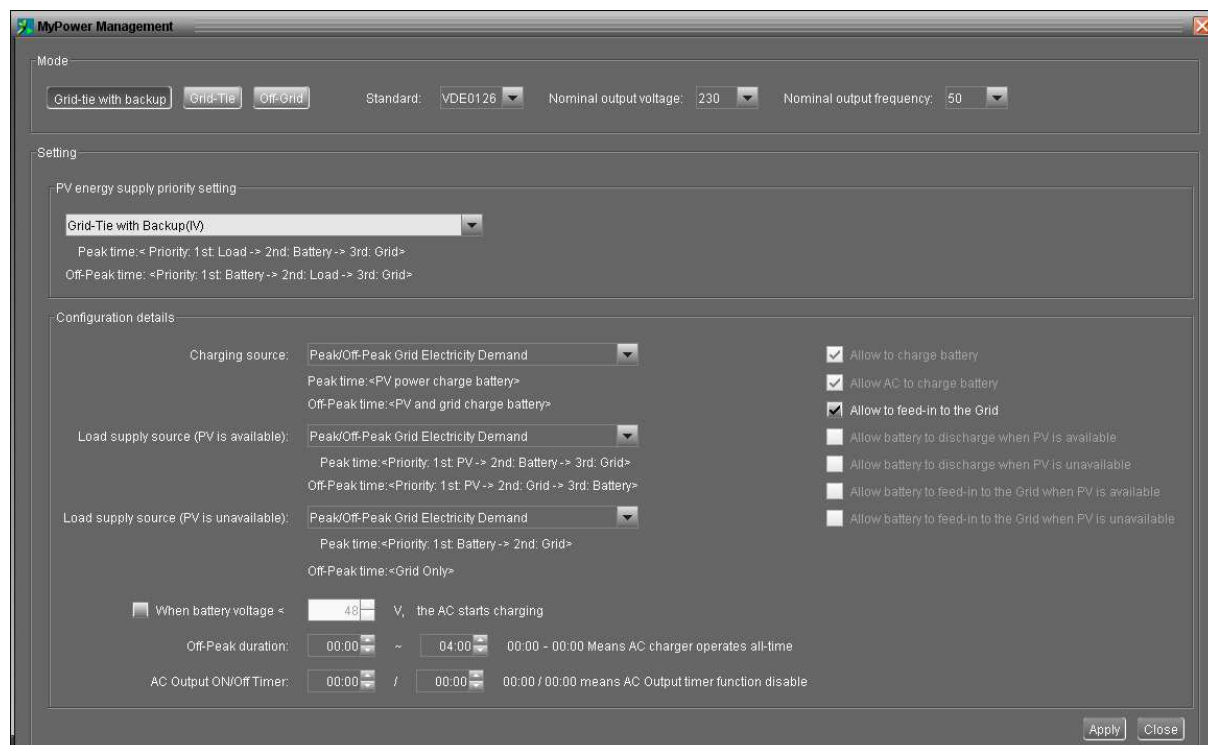 MyPower Management
Mode
Grid-tie with backup Grid-Tie Off-Grid Standard: VDE0126 Nominal output voltage: 230 Nominal output frequency: 50
Setting
PV energy supply priority setting
Grid-Tie with Backup(IV)
Peak time:< Priority: 1st: Load -> 2nd: Battery -> 3rd: Grid>
Off-Peak time: <Priority: 1st: Battery -> 2nd: Load -> 3rd: Grid>
Configuration details
Charging source: Peak/Off-Peak Grid Electricity Demand
Peak time:<PV power charge battery>
Off-Peak time:<PV and grid charge battery>
Load supply source (PV is available): Peak/Off-Peak Grid Electricity Demand
Peak time:<Priority: 1st: PV -> 2nd: Battery -> 3rd: Grid>
Off-Peak time:<Priority: 1st: PV -> 2nd: Grid -> 3rd: Battery>
Load supply source (PV is unavailable): Peak/Off-Peak Grid Electricity Demand
Peak time:<Priority: 1st: Battery -> 2nd: Grid>
Off-Peak time:<Grid Only>
Allow to charge battery
Allow AC to charge battery
Allow to feed-in to the Grid
Allow battery to discharge when PV is available
Allow battery to discharge when PV is unavailable
Allow battery to feed-in to the Grid when PV is available
Allow battery to feed-in to the Grid when PV is unavailable
When battery voltage < 48 V, the AC starts charging
Off-Peak duration: 00:00 ~ 04:00 00:00 - 00:00 Means AC charger operates all-time
AC Output ON/Off Timer: 00:00 / 00:00 00:00 / 00:00 means AC Output timer function disable
Apply Close